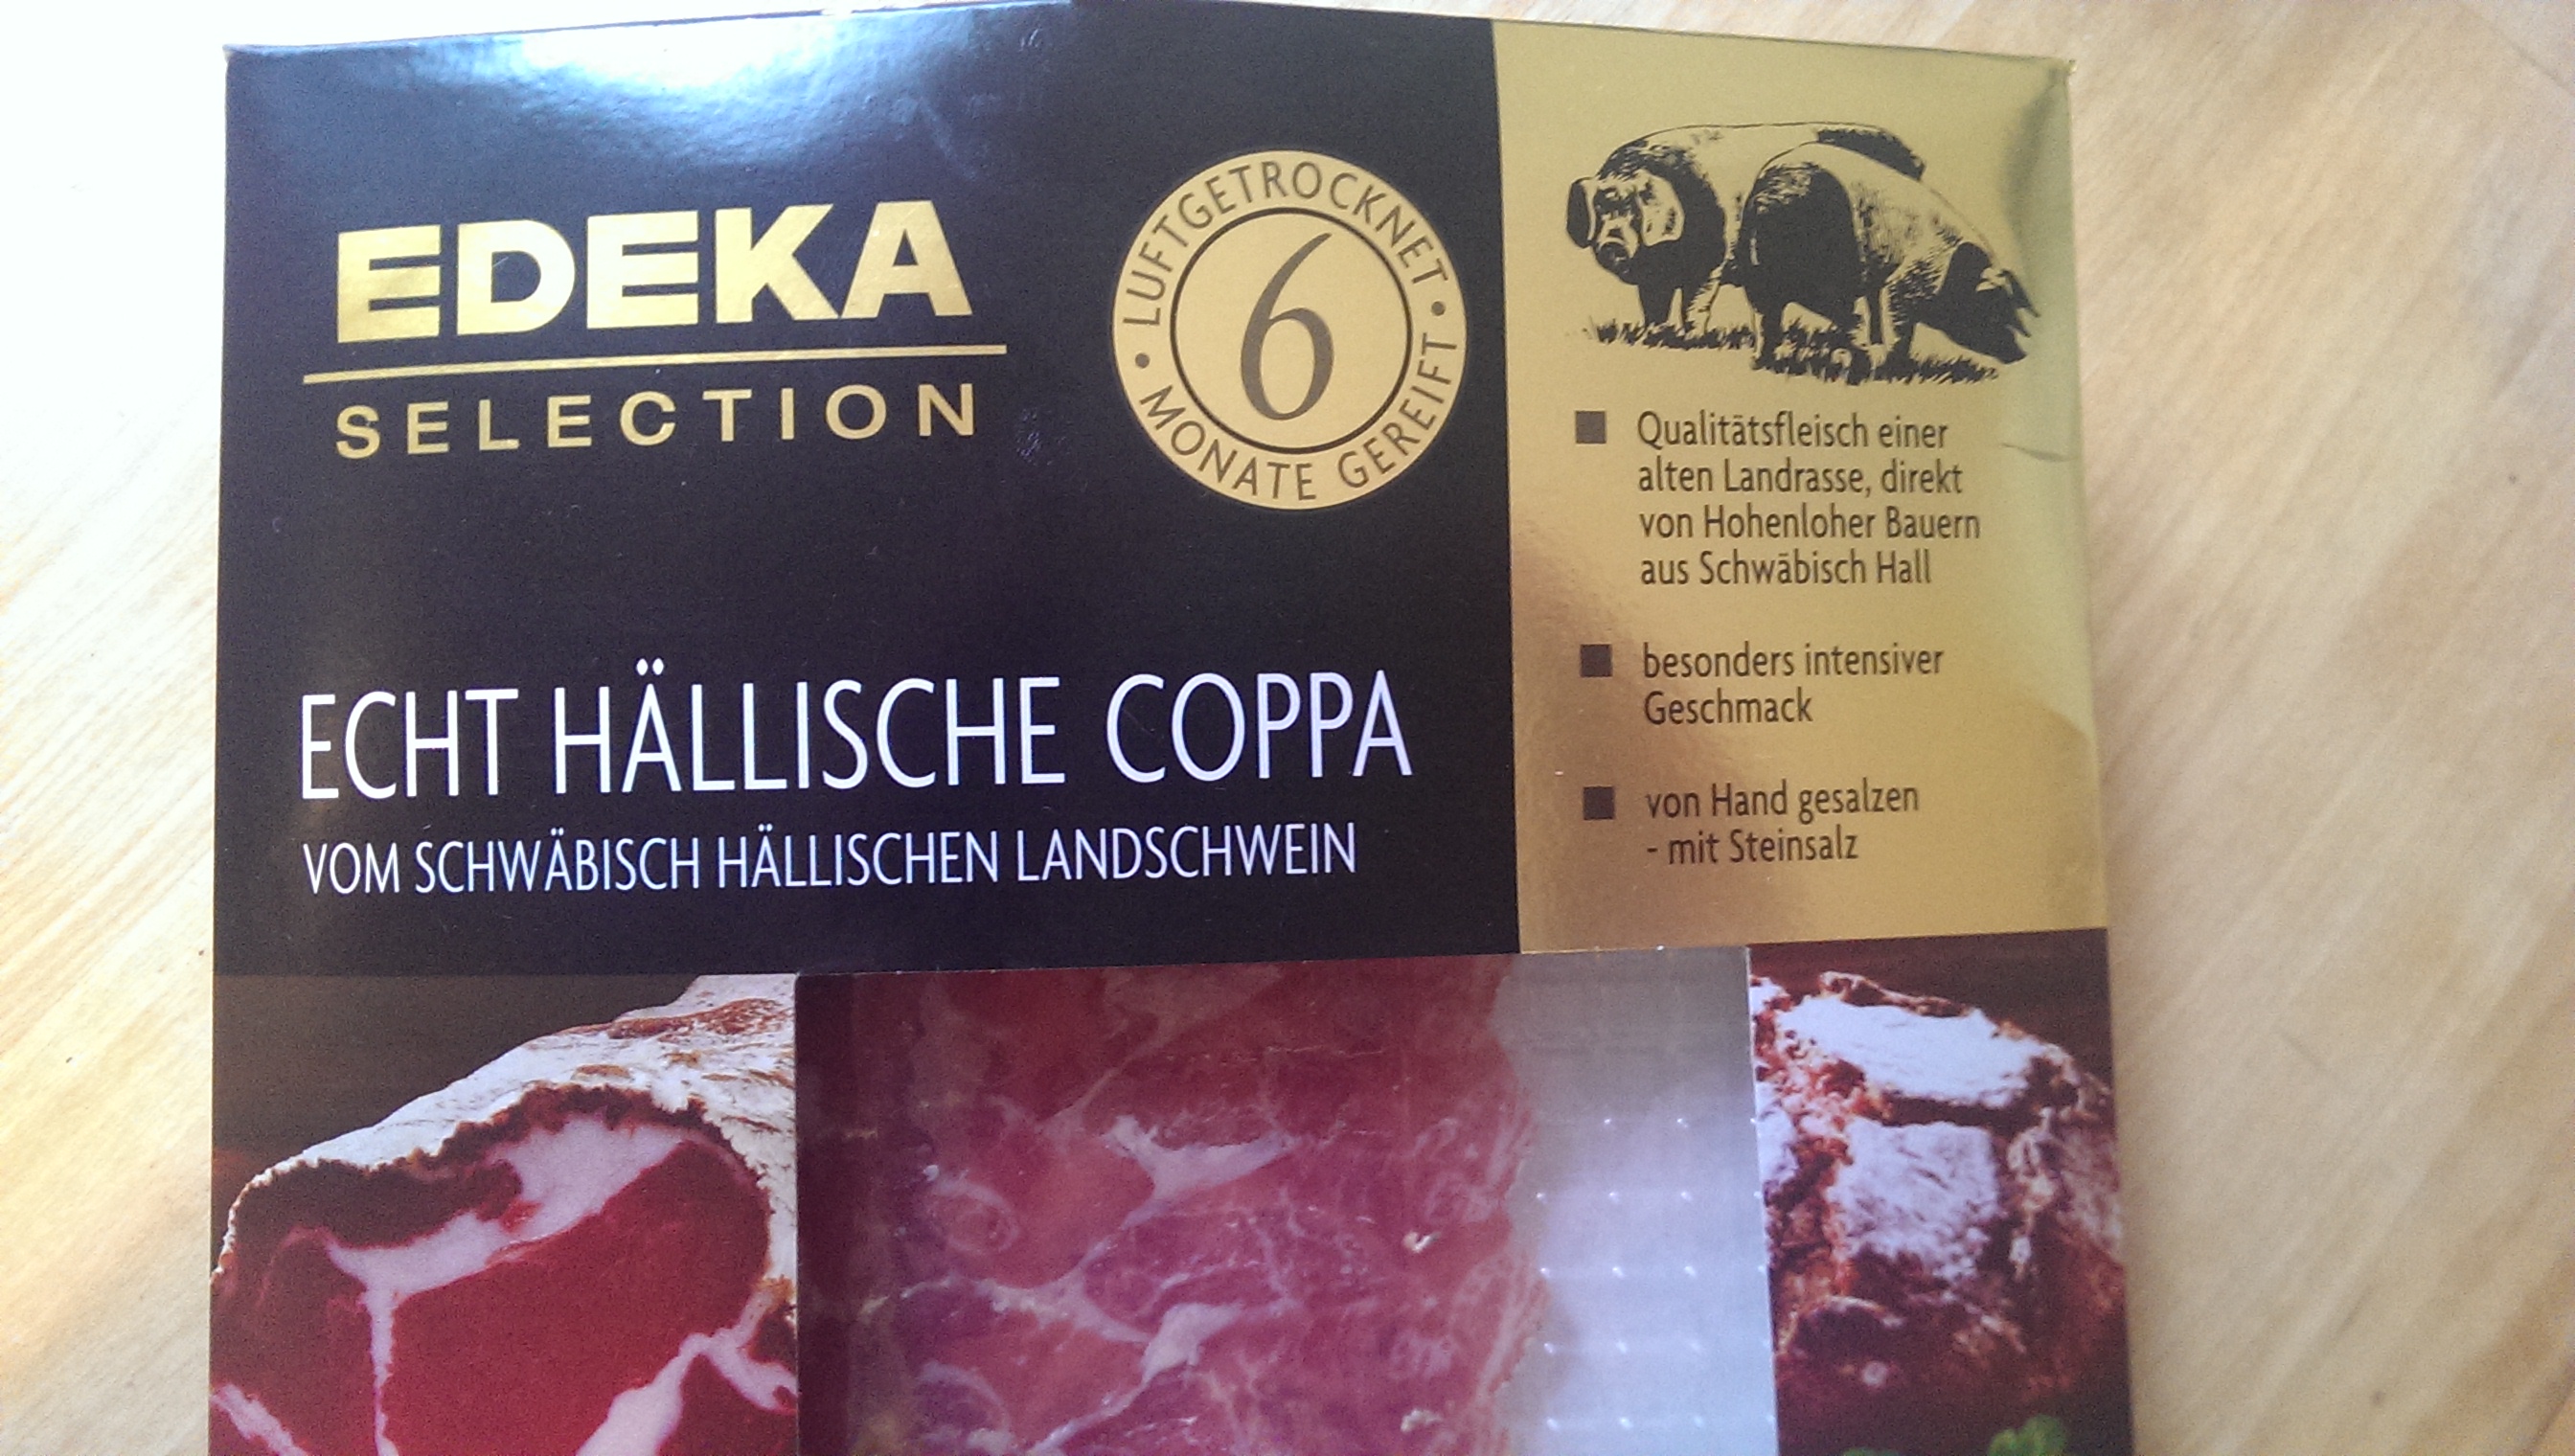 EDEKA
SELECTION
LUFTGETROCKNET
6
MONATE GEREIFT
ECHT HÄLLISCHE COPPA
VOM SCHWÄBISCH HÄLLISCHEN LANDSCHWEIN
Qualitätsfleisch einer
alten Landrasse, direkt
von Hohenloher Bauern
aus Schwäbisch Hall
besonders intensiver
Geschmack
von Hand gesalzen
- mit Steinsalz